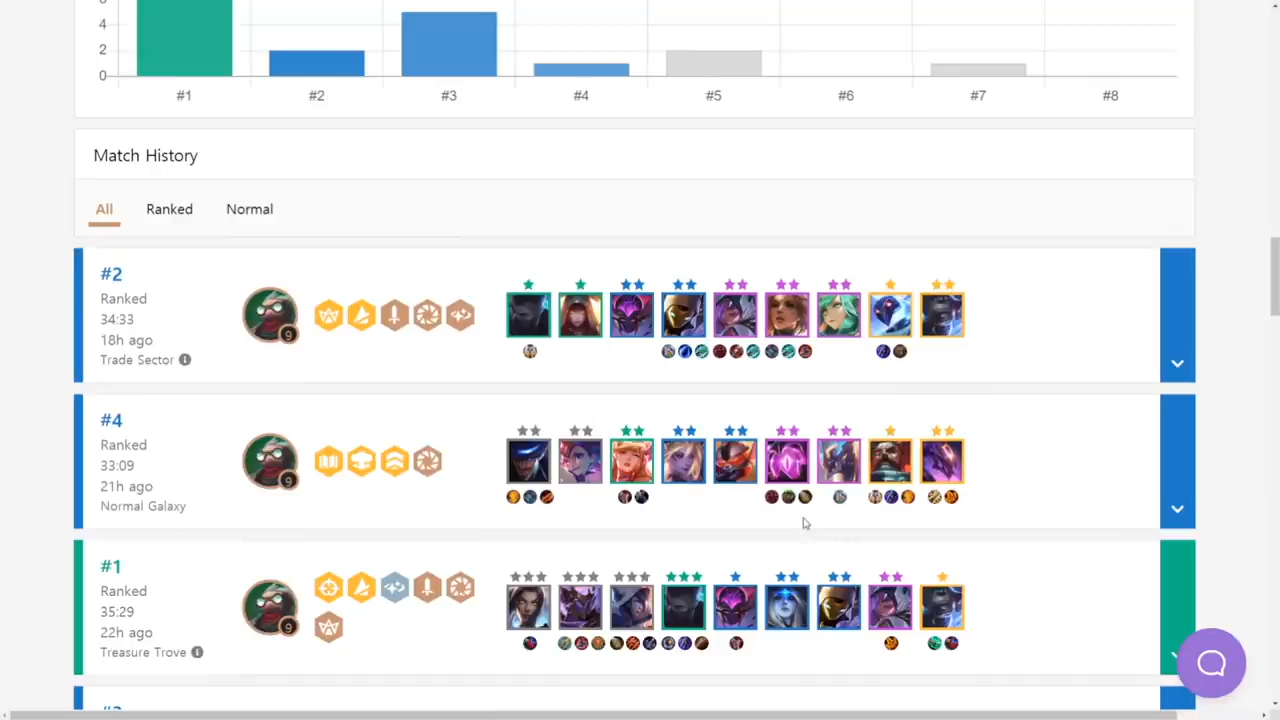 4
2
0
#1 #2 #3 #4 #5 #6 #7 #8
Match History
All Ranked Normal
#2
Ranked
34:33
18h ago
Trade Sector
9
#4
Ranked
33:09
21h ago
Normal Galaxy
9
#1
Ranked
35:29
22h ago
Treasure Trove
9